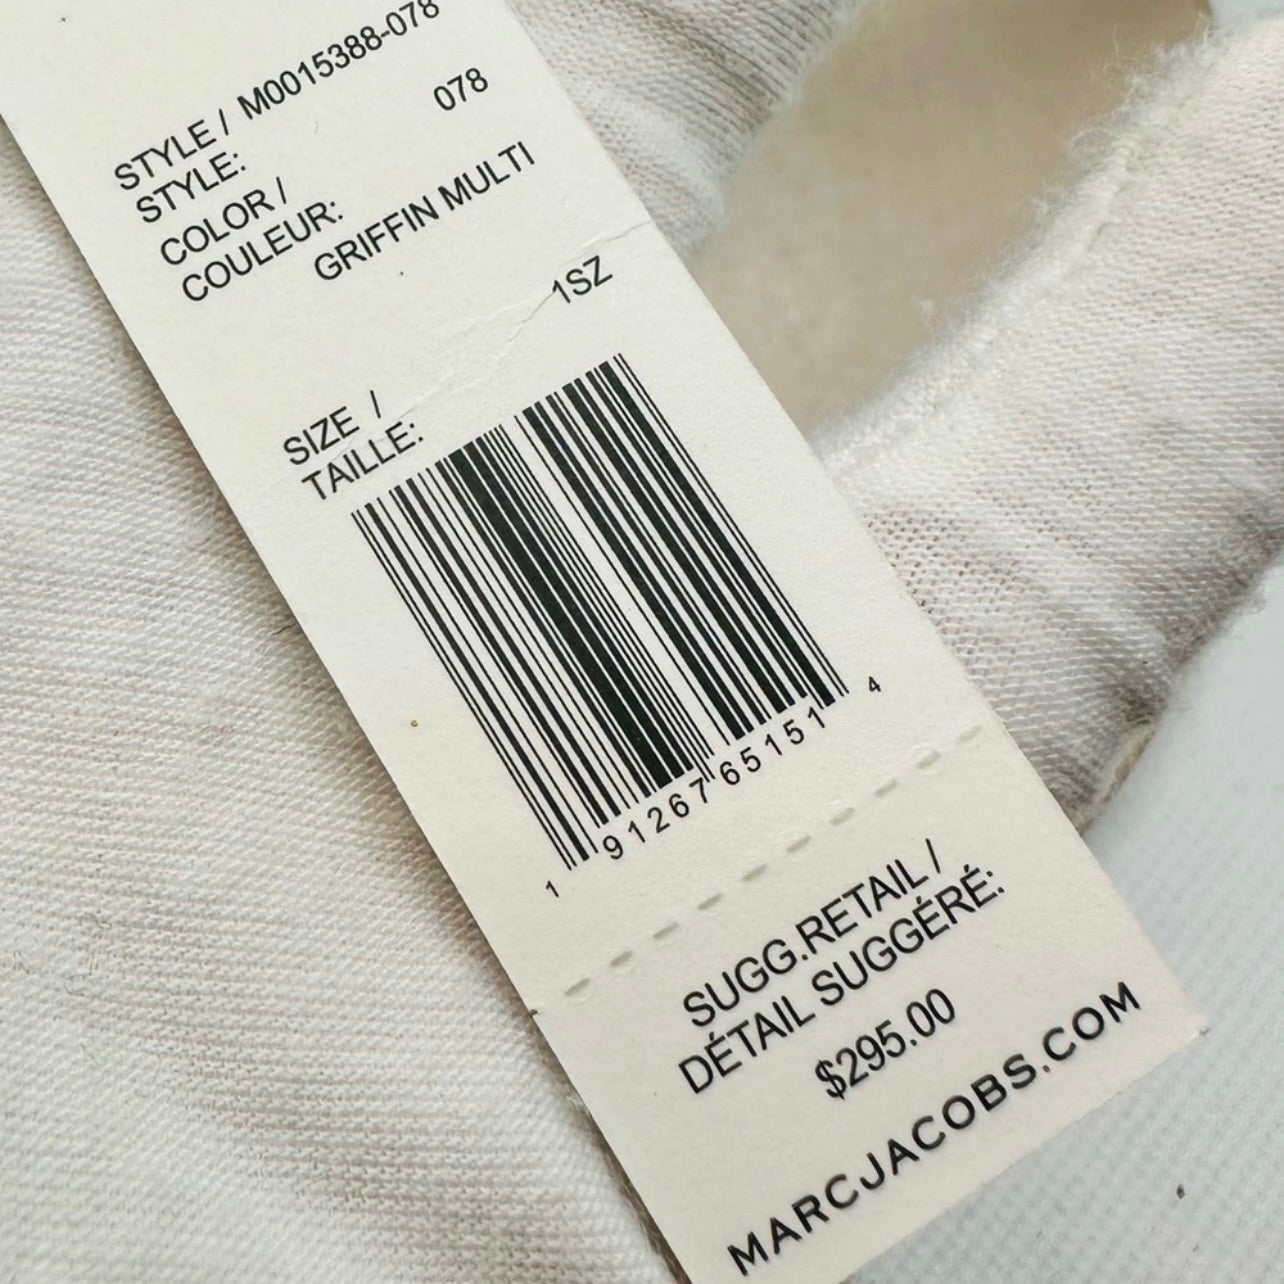 STYLE / M0015388-078
STYLE:
078
COLOR /
COULEUR:
GRIFFIN MULTI
1SZ
SIZE /
TAILLE:
1 91267 65151 4
SUGG.RETAIL /
DÉTAIL SUGGÉRÉ:
$295.00
MARCJACOBS.COM